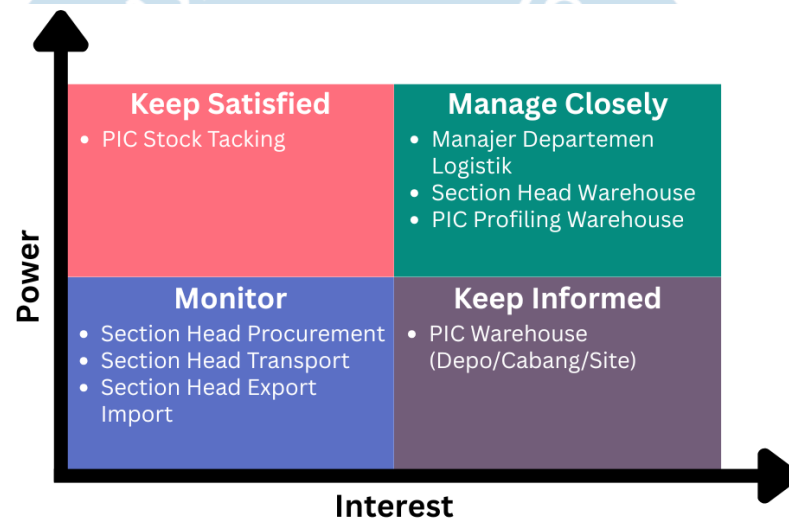 Keep Satisfied
• PIC Stock Tacking
Manage Closely
• Manajer Departemen
Logistik
• Section Head Warehouse
• PIC Profiling Warehouse
Power
Monitor
• Section Head Procurement
• Section Head Transport
• Section Head Export
Import
Keep Informed
• PIC Warehouse
(Depo/Cabang/Site)
Interest